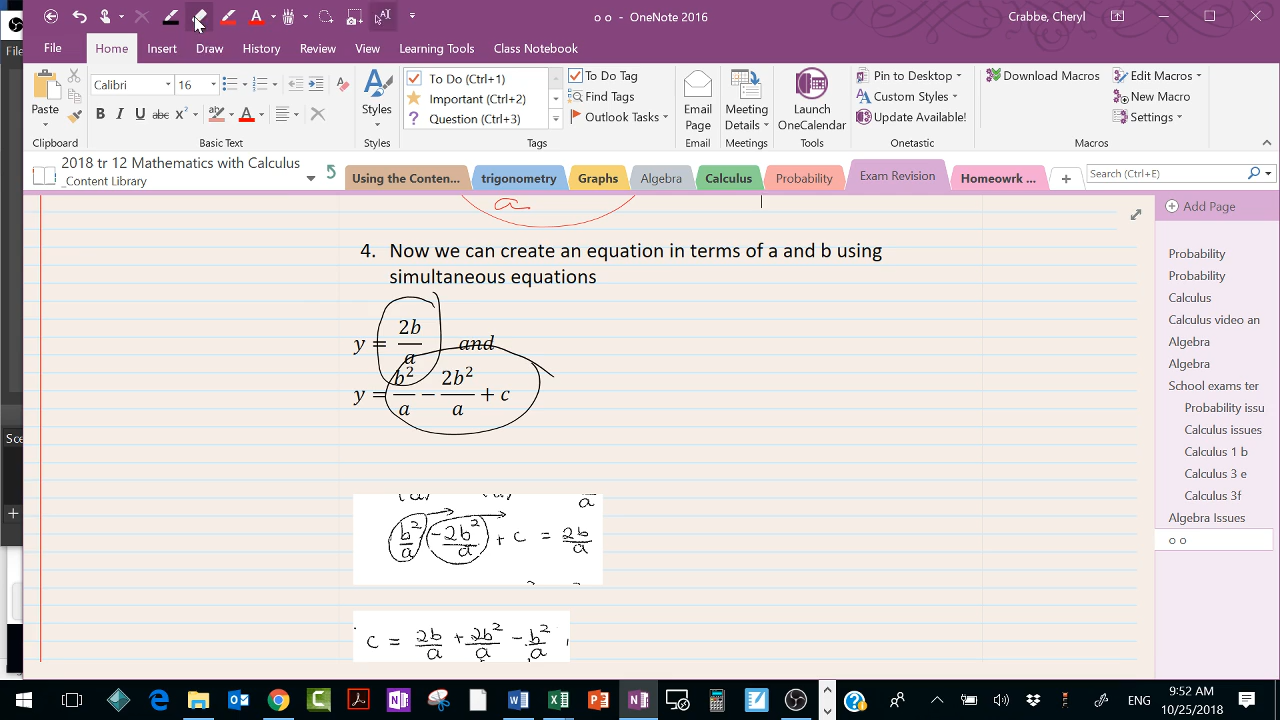 o o - OneNote 2016
Crabbe, Cheryl
File Home Insert Draw History Review View Learning Tools Class Notebook
File
Paste
Clipboard
Calibri 16
B I U abc X²
Basic Text
Styles
Styles
To Do (Ctrl+1)
Important (Ctrl+2)
Question (Ctrl+3)
To Do Tag
Find Tags
Outlook Tasks
Tags
Email Page
Email
Meeting Details
Meetings
Launch OneCalendar
Tools
Pin to Desktop
Custom Styles
Update Available!
Onetastic
Download Macros
Edit Macros
New Macro
Settings
Macros
2018 tr 12 Mathematics with Calculus
_Content Library
Using the Conten... trigonometry Graphs Algebra Calculus Probability Exam Revision Homeowrk ... +
Search (Ctrl+E)
a
4. Now we can create an equation in terms of a and b using
simultaneous equations
y = 2b/a and
y = b²/a − 2b²/a + c
b²/a − 2b²/a + c = 2b/a
c = 2b/a + 2b²/a − b²/a
Add Page
Probability
Probability
Calculus
Calculus video an
Algebra
Algebra
School exams ter
Probability issu
Calculus issues
Calculus 1 b
Calculus 3 e
Calculus 3f
Algebra Issues
o o
Sce
ENG
9:52 AM
10/25/2018